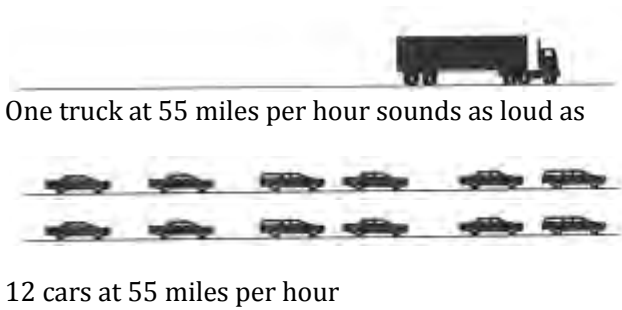 One truck at 55 miles per hour sounds as loud as
12 cars at 55 miles per hour